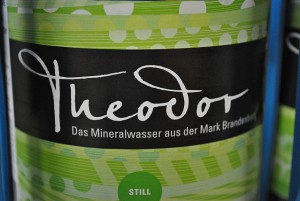 Theodor
Das Mineralwasser aus der Mark Brandenburg
STILL